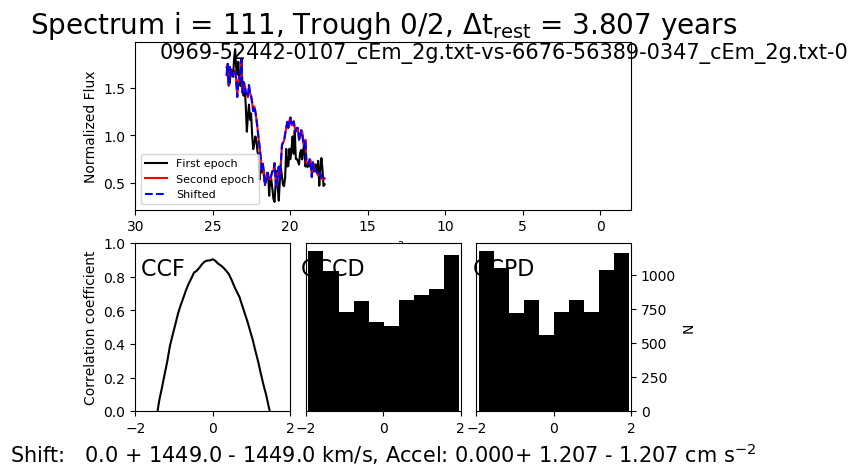 Spectrum i = 111, Trough 0/2, Δt_rest = 3.807 years
0969-52442-0107_cEm_2g.txt-vs-6676-56389-0347_cEm_2g.txt-0
Normalized Flux
1.5
1.0
0.5
First epoch
Second epoch
Shifted
30 25 20 15 10 5 0
Correlation coefficient
1.0
0.8
0.6
0.4
0.2
0.0
CCF
CCCD
CCPD
1000
750
500
250
0
N
−2 0 2
−2 0 2
−2 0 2
Shift: 0.0 + 1449.0 - 1449.0 km/s, Accel: 0.000+ 1.207 - 1.207 cm s⁻²